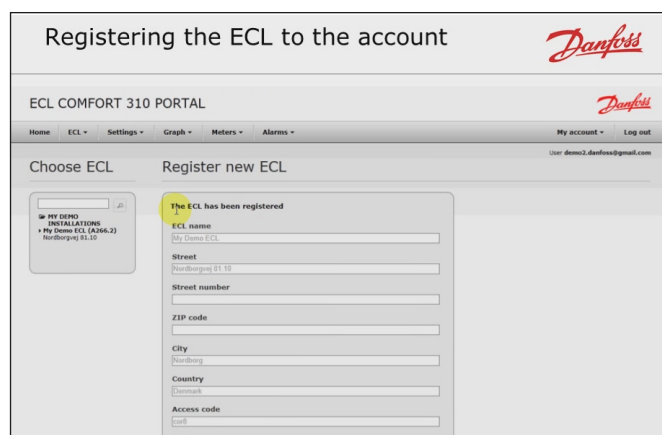 Registering the ECL to the account
Danfoss
ECL COMFORT 310 PORTAL
Danfoss
Home ECL Settings Graph Meters Alarms My account Log out
User demo2.danfoss@gmail.com
Choose ECL
Register new ECL
MY DEMO
INSTALLATIONS
My Demo ECL (A266.2)
Nordborgvej 81.10
The ECL has been registered
ECL name
My Demo ECL
Street
Nordborgvej 81.10
Street number
ZIP code
City
Nordborg
Country
Denmark
Access code